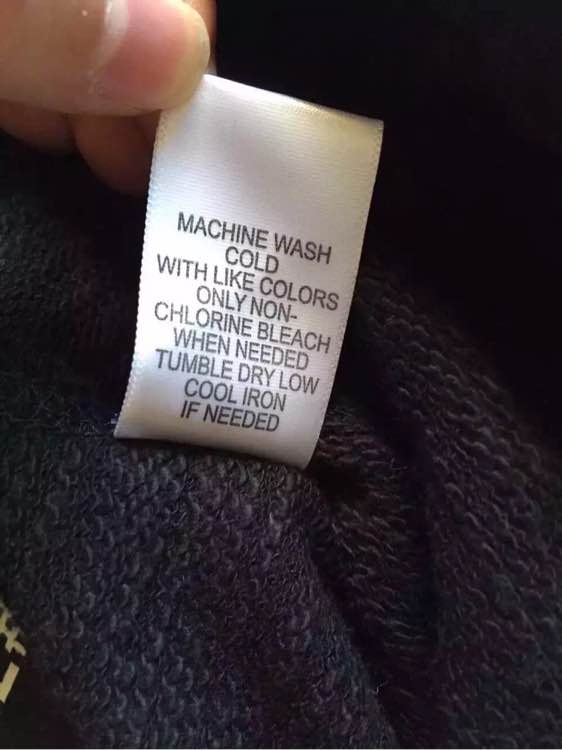 MACHINE WASH
COLD
WITH LIKE COLORS
ONLY NON-
CHLORINE BLEACH
WHEN NEEDED
TUMBLE DRY LOW
COOL IRON
IF NEEDED